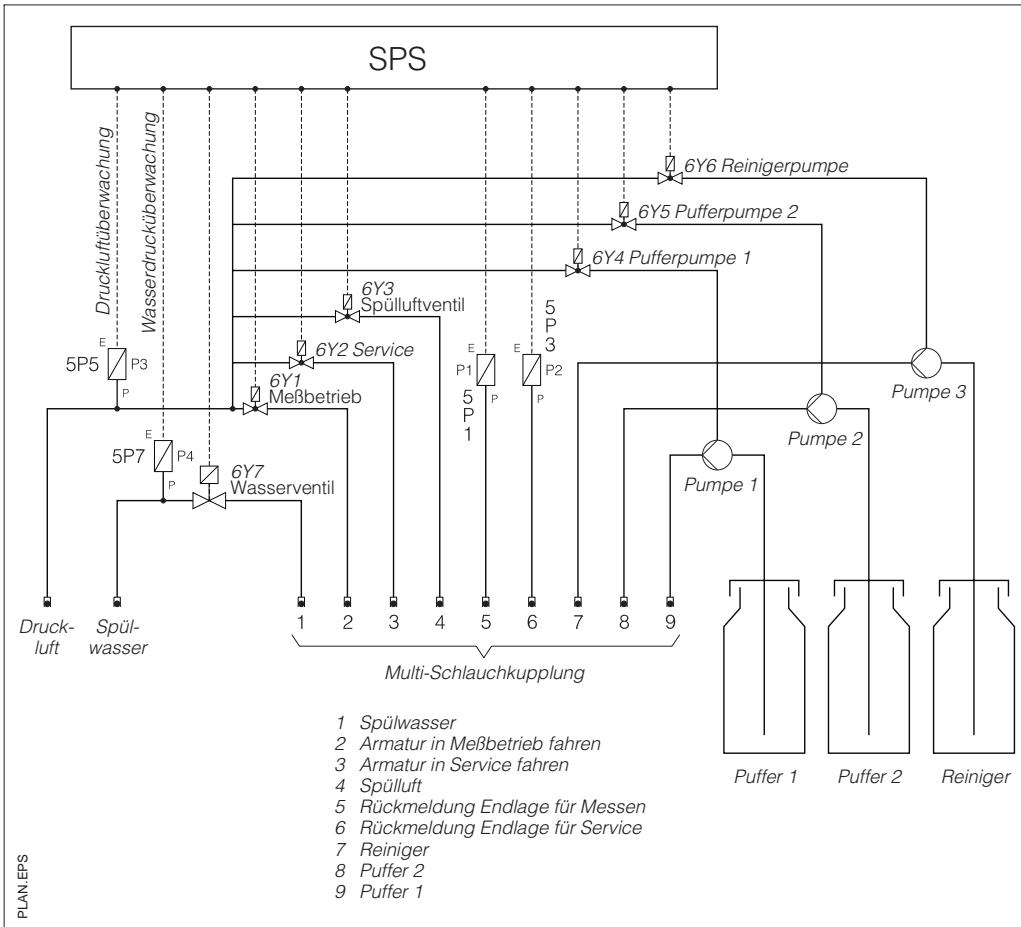 SPS
Druckluftüberwachung
Wasserdrucküberwachung
6Y6 Reinigerpumpe
6Y5 Pufferpumpe 2
6Y4 Pufferpumpe 1
6Y3
Spülluftventil
6Y2 Service
6Y1
Meßbetrieb
5P5
E
P3
P
5P7
E
P4
P
6Y7
Wasserventil
E
P1
P
5
P
1
5
P
3
E
P2
P
Pumpe 3
Pumpe 2
Pumpe 1
Druck-
luft
Spül-
wasser
1
2
3
4
5
6
7
8
9
Multi-Schlauchkupplung
1 Spülwasser
2 Armatur in Meßbetrieb fahren
3 Armatur in Service fahren
4 Spülluft
5 Rückmeldung Endlage für Messen
6 Rückmeldung Endlage für Service
7 Reiniger
8 Puffer 2
9 Puffer 1
Puffer 1
Puffer 2
Reiniger
PLAN.EPS